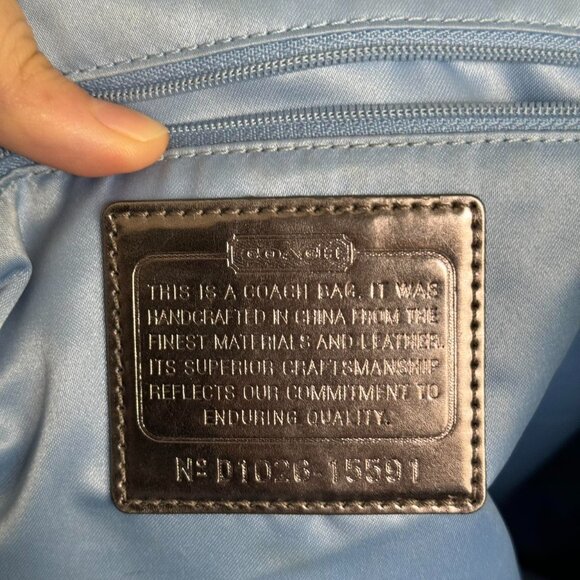 COACH
THIS IS A COACH BAG. IT WAS
HANDCRAFTED IN CHINA FROM THE
FINEST MATERIALS AND LEATHER.
ITS SUPERIOR CRAFTSMANSHIP
REFLECTS OUR COMMITMENT TO
ENDURING QUALITY.
Nº D1026-15591